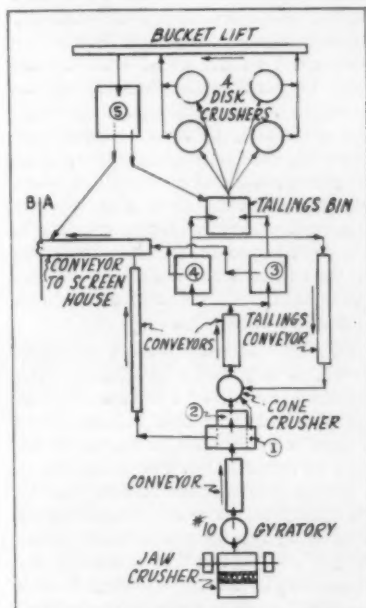 BUCKET LIFT
4
DISK
CRUSHERS
5
B A
TAILINGS BIN
CONVEYOR
TO SCREEN
HOUSE
4
3
CONVEYORS
TAILINGS
CONVEYOR
2
CONE
CRUSHER
1
CONVEYOR
#10 GYRATORY
JAW
CRUSHER